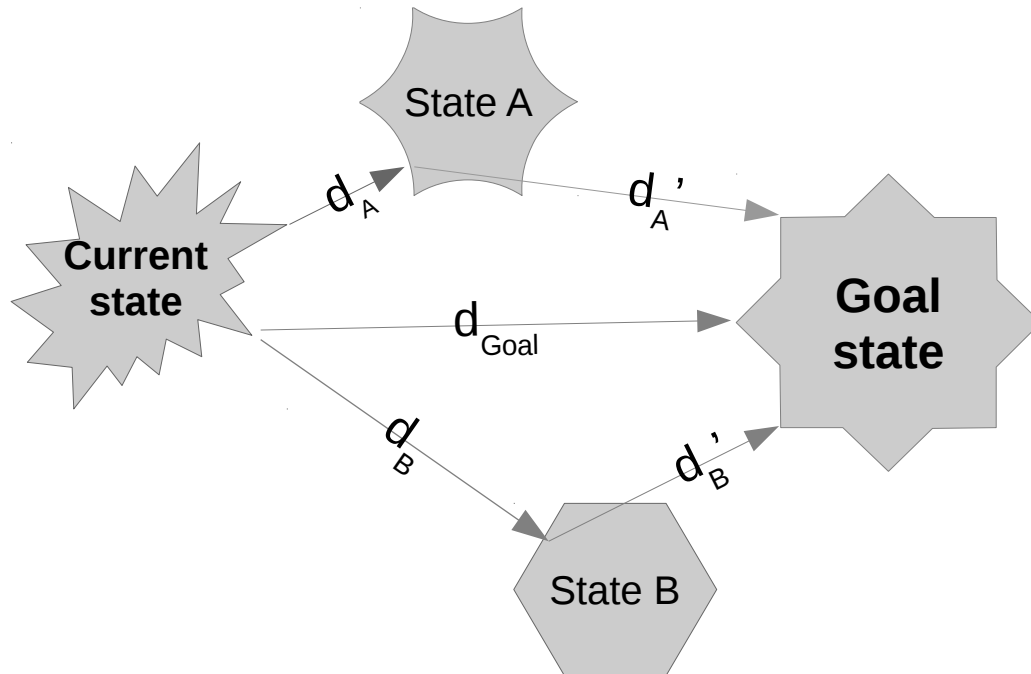 State A
d_A
d_A'
Current
state
d_Goal
Goal
state
d_B
d_B'
State B